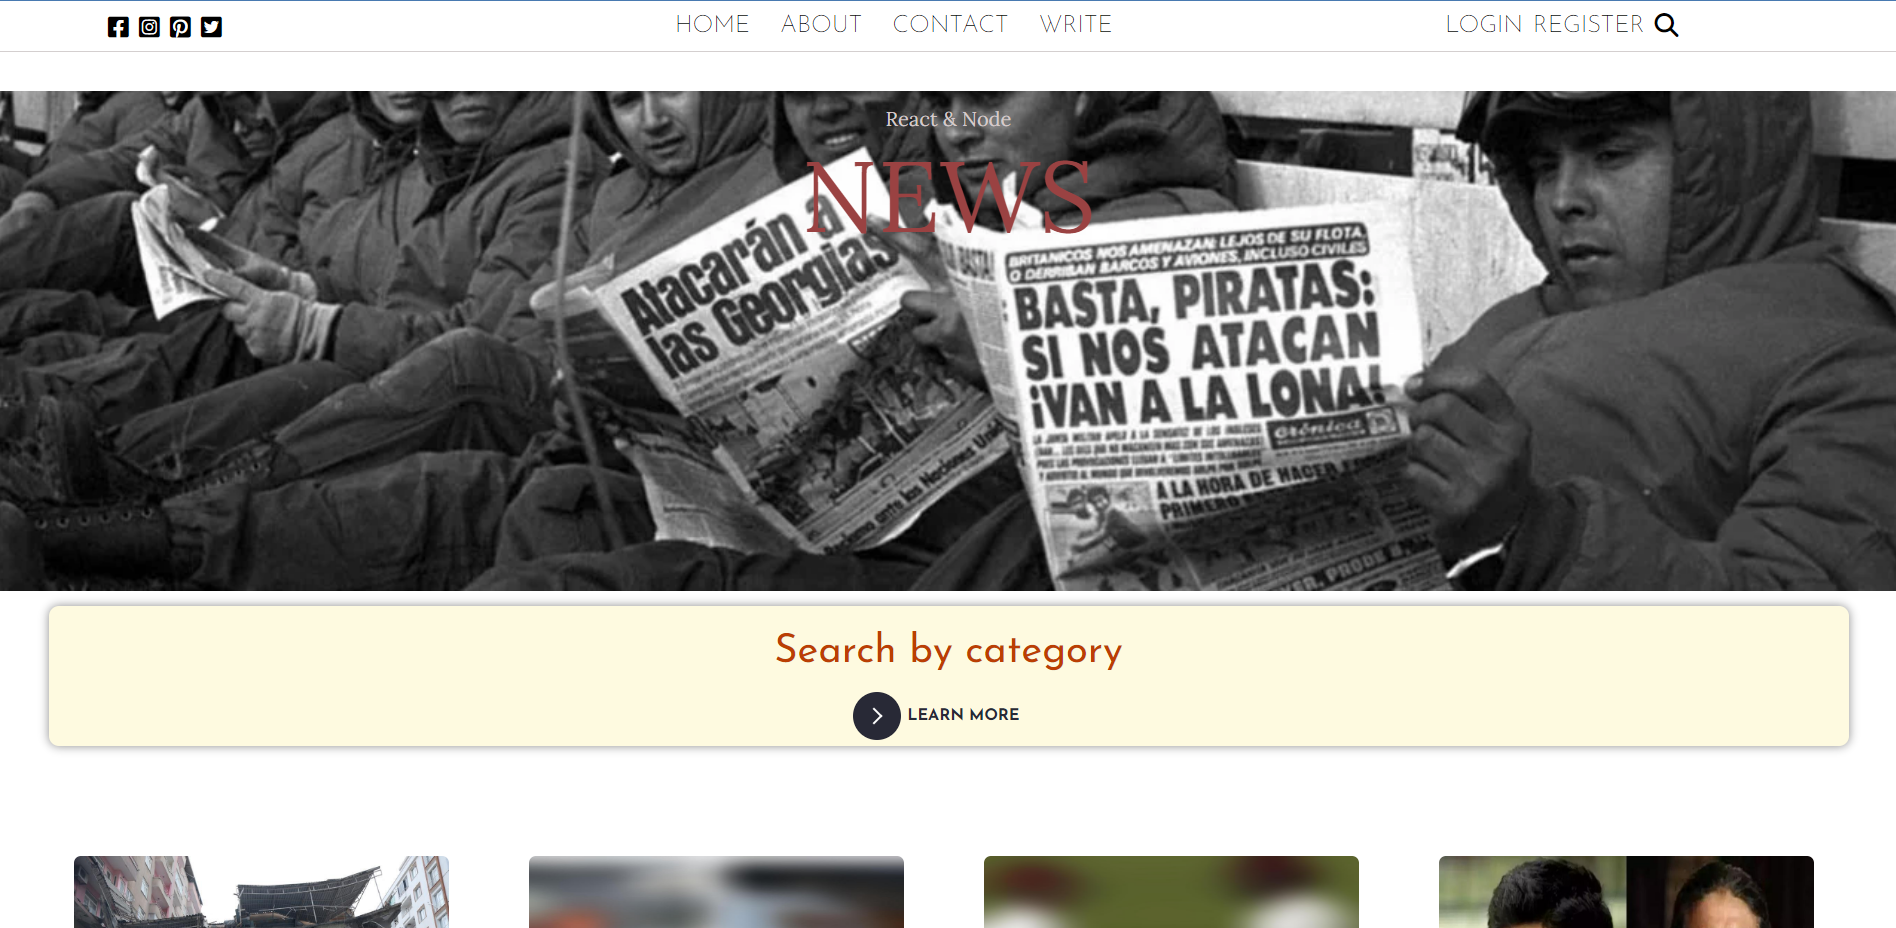 HOME ABOUT CONTACT WRITE
LOGIN REGISTER
React & Node
NEWS
Atacarán a
las Georgias
BRITANICOS NOS AMENAZAN: LEJOS DE SU FLOTA
O DERRIBAN BARCOS Y AVIONES, INCLUSO CIVILES
BASTA, PIRATAS:
SI NOS ATACAN
¡VAN A LA LONA!
crónica
A LA HORA DE HACER
PRIMERO
Search by category
LEARN MORE